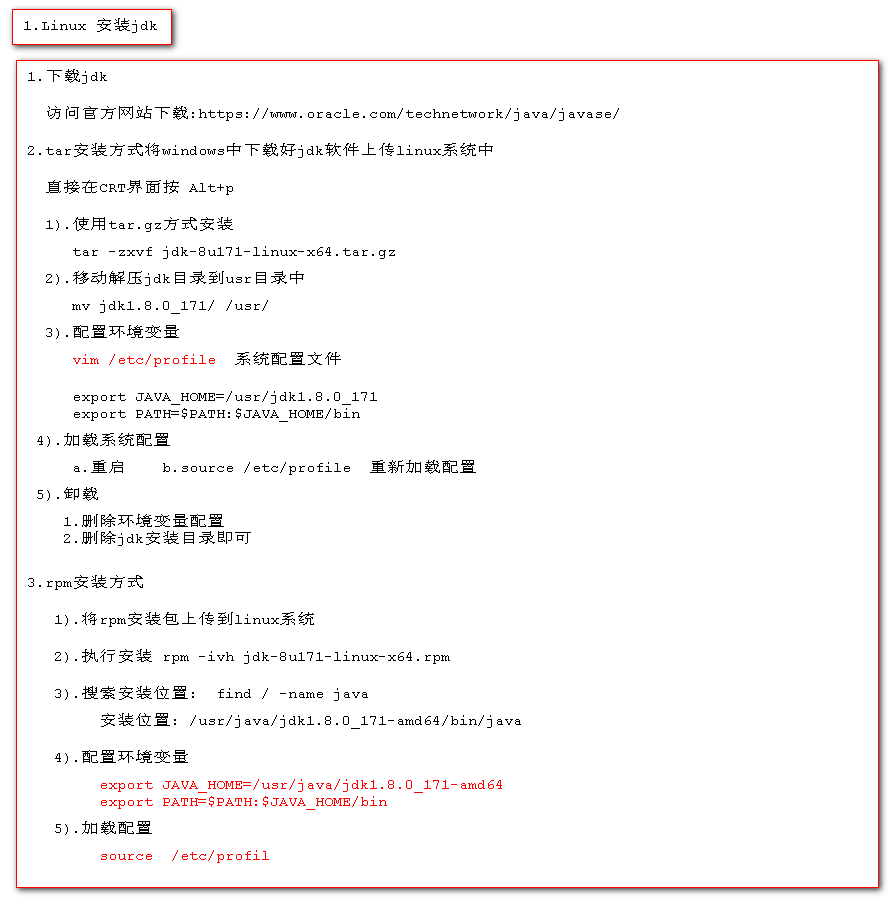 1.Linux 安装jdk
1.下载jdk
访问官方网站下载:https://www.oracle.com/technetwork/java/javase/
2.tar安装方式将windows中下载好jdk软件上传linux系统中
直接在CRT界面按 Alt+p
1).使用tar.gz方式安装
tar -zxvf jdk-8u171-linux-x64.tar.gz
2).移动解压jdk目录到usr目录中
mv jdk1.8.0_171/ /usr/
3).配置环境变量
vim /etc/profile  系统配置文件
export JAVA_HOME=/usr/jdk1.8.0_171
export PATH=$PATH:$JAVA_HOME/bin
4).加载系统配置
a.重启    b.source /etc/profile  重新加载配置
5).卸载
1.删除环境变量配置
2.删除jdk安装目录即可
3.rpm安装方式
1).将rpm安装包上传到linux系统
2).执行安装 rpm -ivh jdk-8u171-linux-x64.rpm
3).搜索安装位置： find / -name java
安装位置：/usr/java/jdk1.8.0_171-amd64/bin/java
4).配置环境变量
export JAVA_HOME=/usr/java/jdk1.8.0_171-amd64
export PATH=$PATH:$JAVA_HOME/bin
5).加载配置
source  /etc/profil